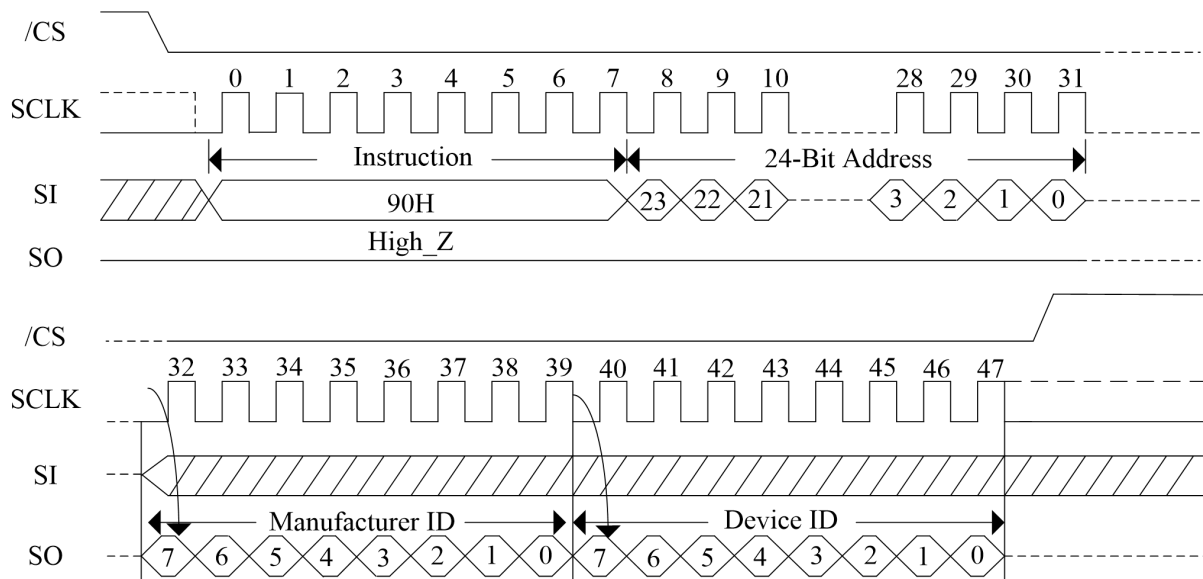 /CS
0 1 2 3 4 5 6 7 8 9 10 28 29 30 31
SCLK
Instruction 24-Bit Address
SI 90H 23 22 21 3 2 1 0
High_Z
SO
/CS
32 33 34 35 36 37 38 39 40 41 42 43 44 45 46 47
SCLK
SI
Manufacturer ID Device ID
SO 7 6 5 4 3 2 1 0 7 6 5 4 3 2 1 0